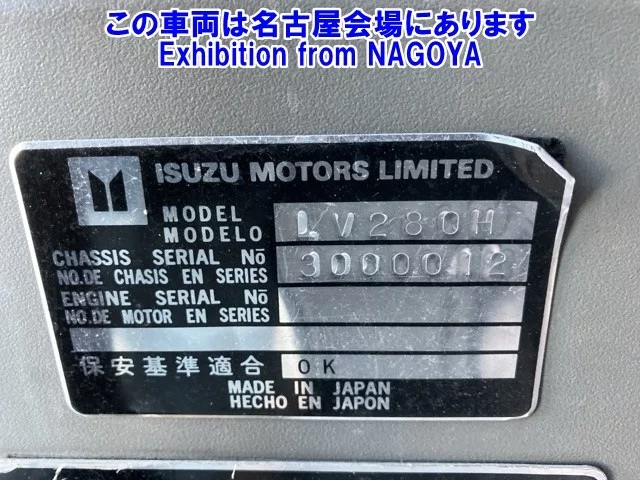 この車両は名古屋会場にあります
Exhibition from NAGOYA
ISUZU MOTORS LIMITED
MODEL
MODELO
LV280H
CHASSIS SERIAL No
NO.DE CHASIS EN SERIES
3000012
ENGINE SERIAL No
NO.DE MOTOR EN SERIES
保安基準適合 OK
MADE IN JAPAN
HECHO EN JAPON